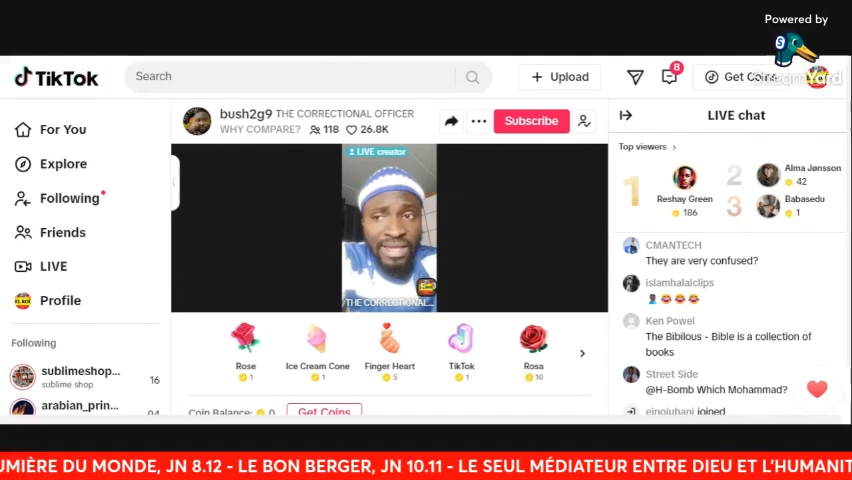 Powered by
StreamYard
TikTok
Search
Upload
8
Get Coins
For You
Explore
Following
Friends
LIVE
Profile
Following
sublimeshop...
sublime shop
16
arabian_prin...
94
bush2g9 THE CORRECTIONAL OFFICER
WHY COMPARE? 118 26.8K
Subscribe
LIVE creator
THE CORRECTIONAL...
Rose
1
Ice Cream Cone
1
Finger Heart
5
TikTok
1
Rosa
10
Coin Balance: 0 Get Coins
LIVE chat
Top viewers
1
Reshay Green
186
2
Alma Jønsson
42
3
Babasedu
1
CMANTECH
They are very confused?
islamhalalclips
Ken Powel
The Bibilous - Bible is a collection of
books
Street Side
@H-Bomb Which Mohammad?
einojuhani joined
UMIÈRE DU MONDE, JN 8.12 - LE BON BERGER, JN 10.11 - LE SEUL MÉDIATEUR ENTRE DIEU ET L'HUMANIT